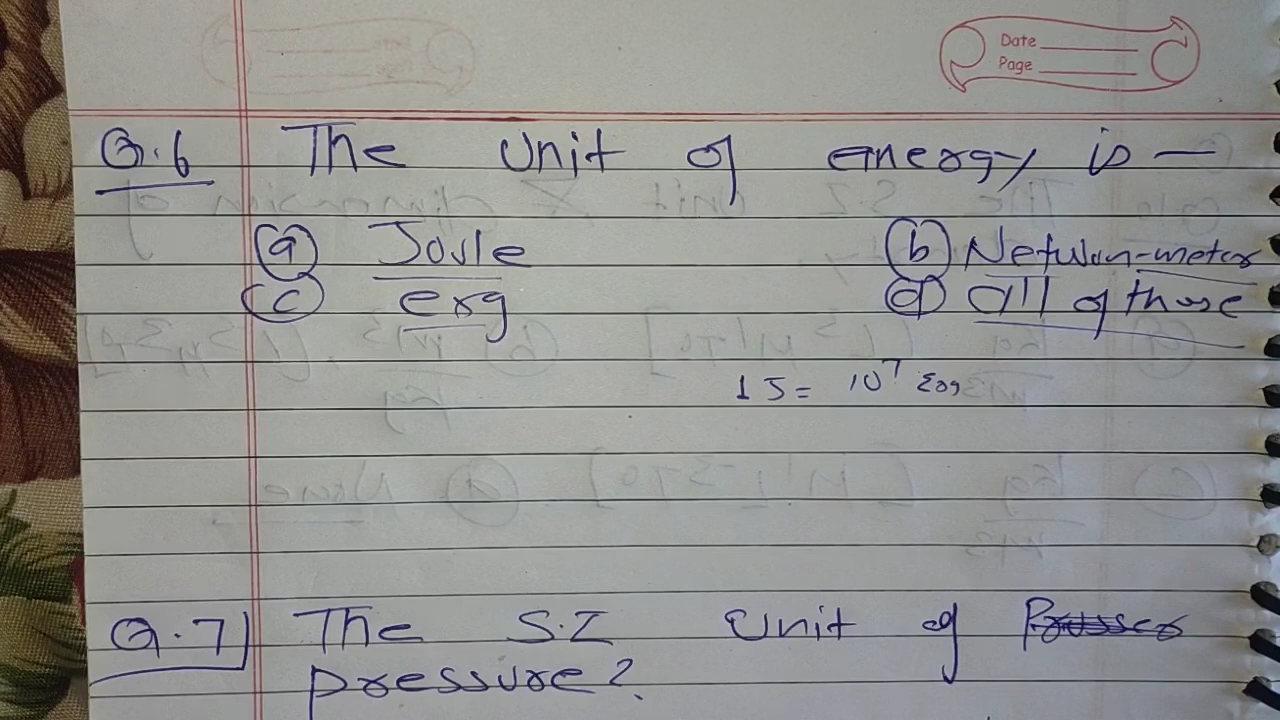 Date
Page
Q.6 The Unit of energy is —
(a) Joule (b) Netwon-meter
(c) erg (d) all of those
1 J = 10⁷ Erg
Q.7) The S.I Unit of
pressure?